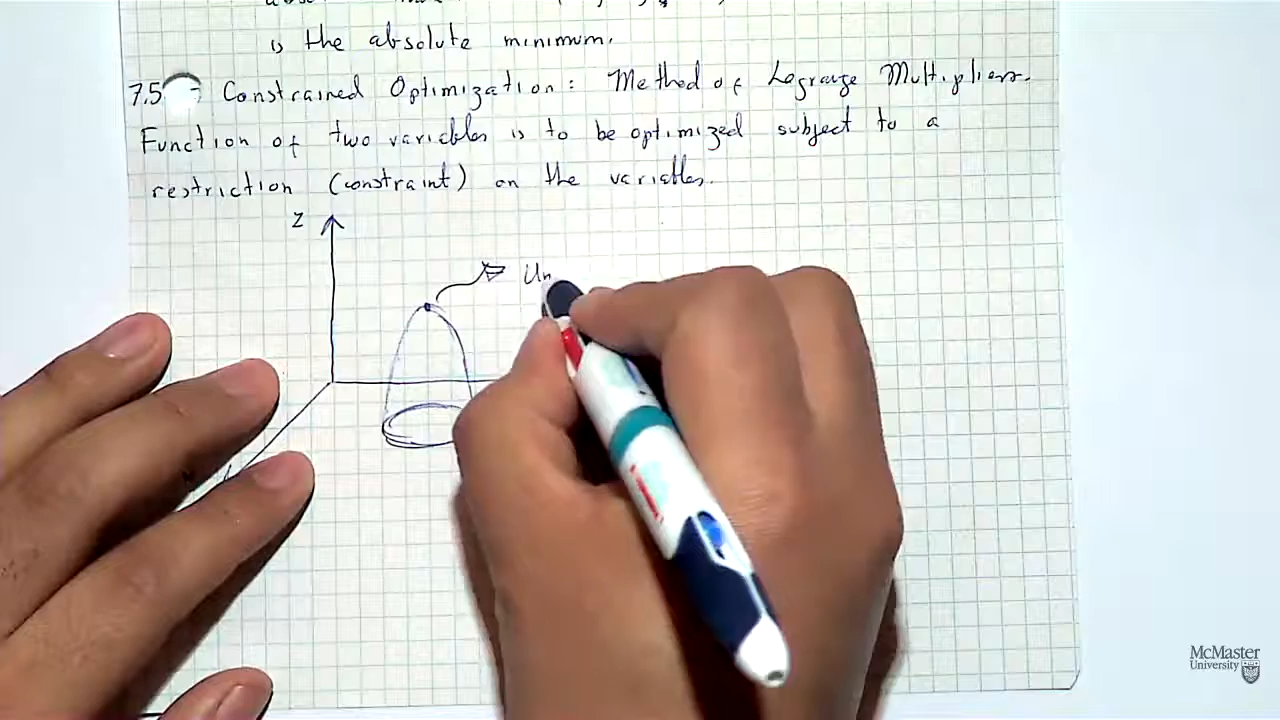 is the absolute minimum.
7.5 - Constrained Optimization: Method of Lagrange Multipliers.
Function of two variables is to be optimized subject to a
restriction (constraint) on the variables.
Z
Un
McMaster
University